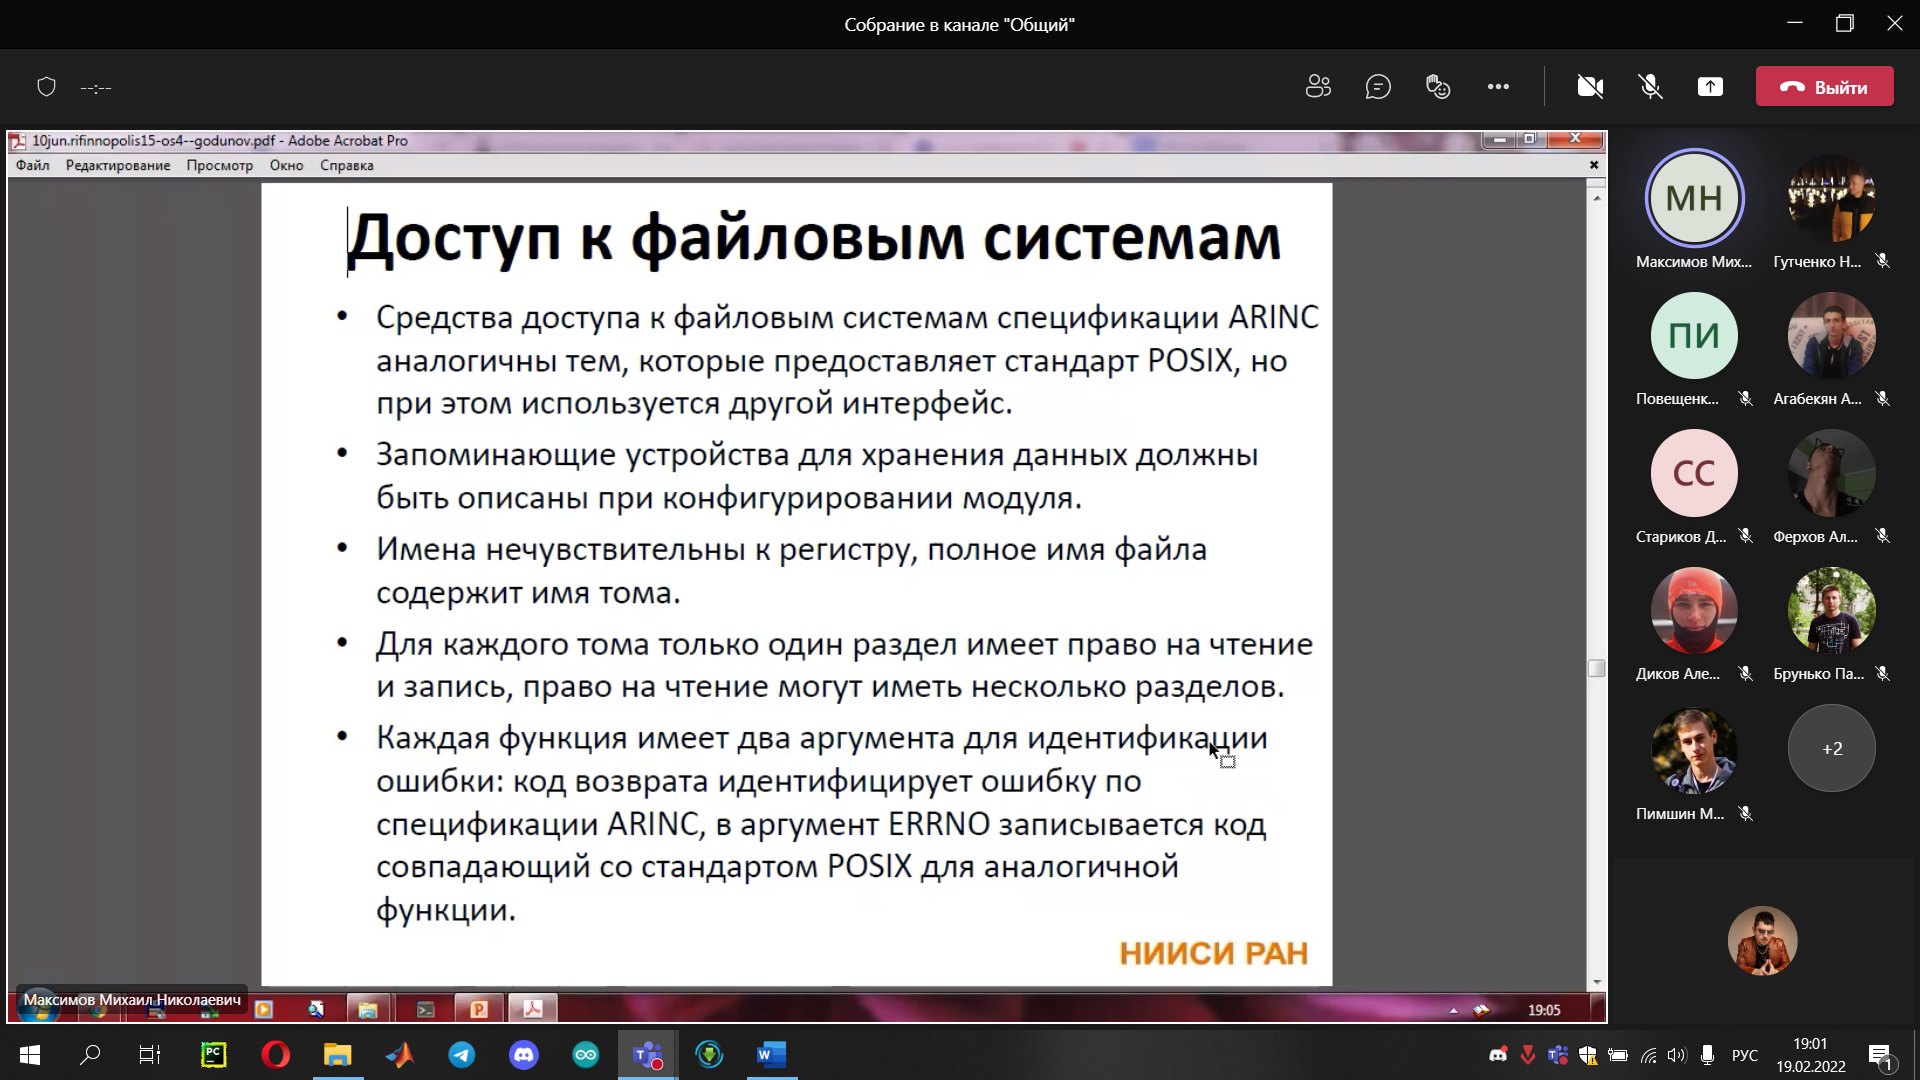 Собрание в канале "Общий"
--:--
Выйти
10jun.rifinnopolis15-os4--godunov.pdf - Adobe Acrobat Pro
Файл Редактирование Просмотр Окно Справка
Доступ к файловым системам
• Средства доступа к файловым системам спецификации ARINC
аналогичны тем, которые предоставляет стандарт POSIX, но
при этом используется другой интерфейс.
• Запоминающие устройства для хранения данных должны
быть описаны при конфигурировании модуля.
• Имена нечувствительны к регистру, полное имя файла
содержит имя тома.
• Для каждого тома только один раздел имеет право на чтение
и запись, право на чтение могут иметь несколько разделов.
• Каждая функция имеет два аргумента для идентификации
ошибки: код возврата идентифицирует ошибку по
спецификации ARINC, в аргумент ERRNO записывается код
совпадающий со стандартом POSIX для аналогичной
функции.
НИИСИ РАН
Максимов Михаил Николаевич
19:05
МН
Максимов Мих...
Гутченко Н...
ПИ
Повещенк...
Агабекян А...
СС
Стариков Д...
Ферхов Ал...
Диков Але...
Брунько Па...
Пимшин М...
+2
PC
W
РУС
19:01
19.02.2022
1